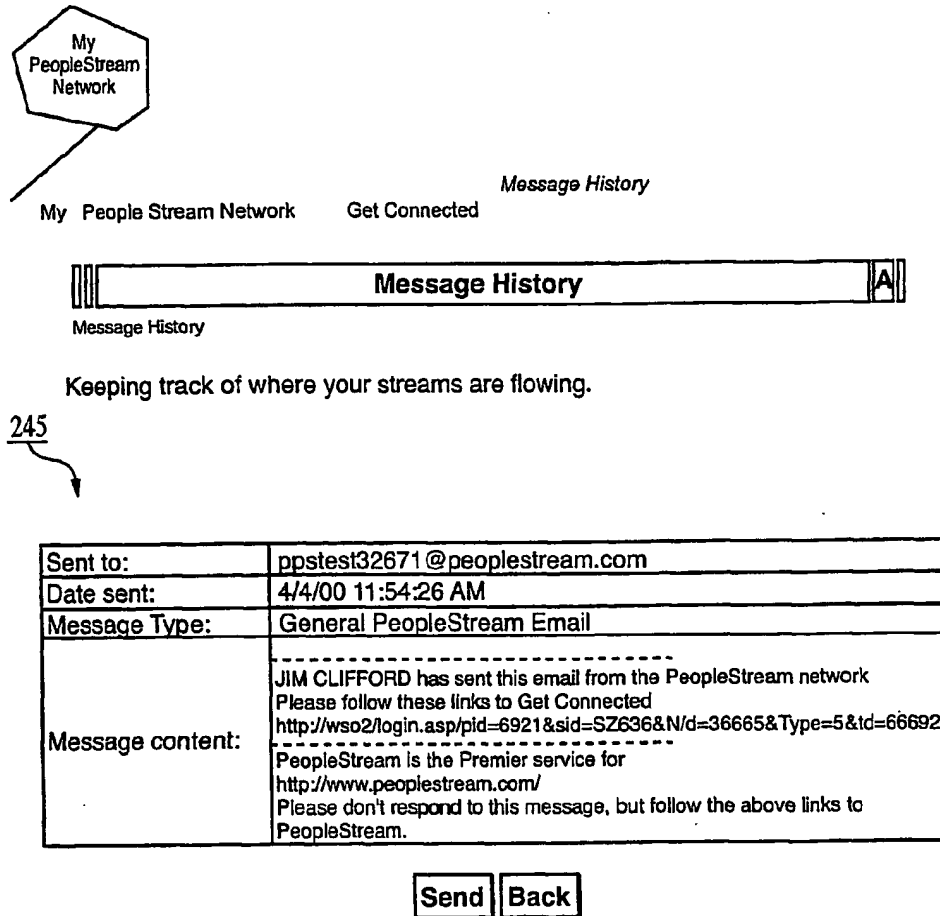 My
PeopleStream
Network
Message History
My People Stream Network Get Connected
Message History A
Message History
Keeping track of where your streams are flowing.
245
Sent to: ppstest32671@peoplestream.com
Date sent: 4/4/00 11:54:26 AM
Message Type: General PeopleStream Email
Message content:
JIM CLIFFORD has sent this email from the PeopleStream network
Please follow these links to Get Connected
http://wso2/login.asp/pid=6921&sid=SZ636&N/d=36665&Type=5&td=66692
PeopleStream is the Premier service for
http://www.peoplestream.com/
Please don't respond to this message, but follow the above links to
PeopleStream.
Send Back